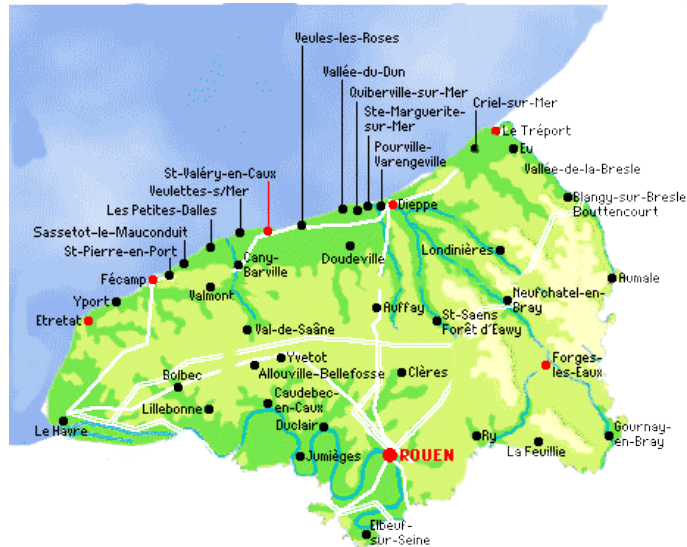 Veules-les-Roses
Vallée-du-Dun
Quiberville-sur-Mer
Ste-Marguerite-
sur-Mer
Criel-sur-Mer
Le Tréport
Pourville-
Varengeville
Eu
St-Valéry-en-Caux
Vallée-de-la-Bresle
Veulettes-s/Mer
Blangy-sur-Bresle
Bouttencourt
Les Petites-Dalles
Dieppe
Sassetot-le-Mauconduit
St-Pierre-en-Port
Doudeville
Londinières
Cany-
Barville
Fécamp
Aumale
Valmont
Yport
Neufchatel-en-
Bray
Auffay
St-Saens
Forêt d'Eawy
Etretat
Val-de-Saâne
Yvetot
Allouville-Bellefosse
Clères
Forges-
les-Eaux
Bolbec
Caudebec-
en-Caux
Lillebonne
Le Havre
Duclair
Ry
La Feuillie
Gournay-
en-Bray
Jumièges
ROUEN
Elbeuf-
sur-Seine